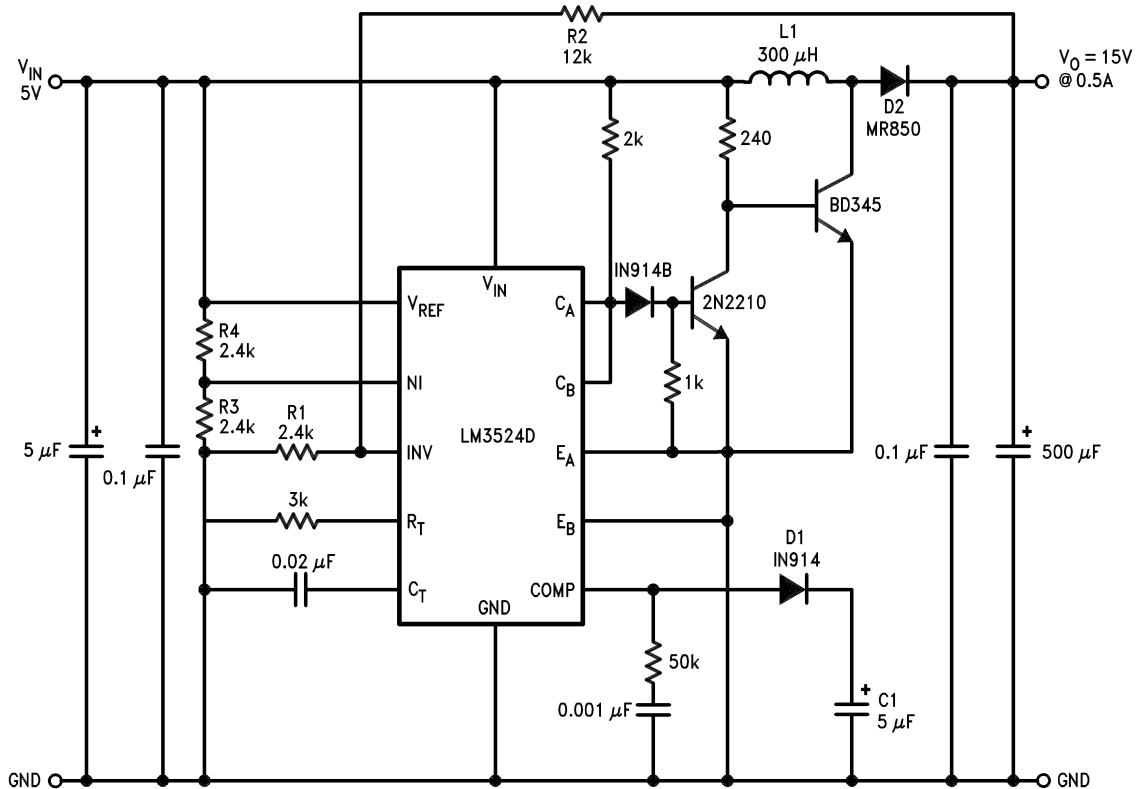 R2
12k
L1
300 μH
V_IN
5V
V_O = 15V
@ 0.5A
D2
MR850
2k
240
BD345
IN914B
2N2210
V_IN
V_REF
C_A
R4
2.4k
NI
C_B
1k
R3
2.4k
R1
2.4k
LM3524D
5 μF
+
0.1 μF
INV
E_A
0.1 μF
+
500 μF
3k
R_T
E_B
D1
IN914
0.02 μF
C_T
COMP
GND
50k
0.001 μF
+
C1
5 μF
GND
GND